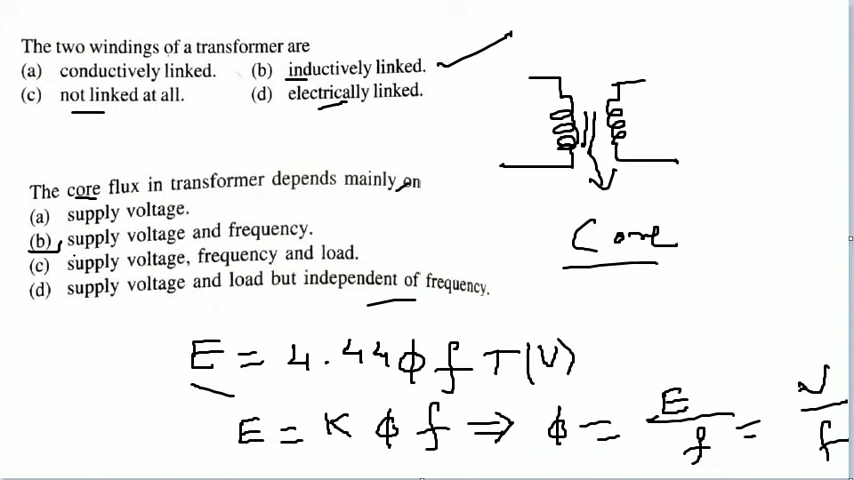 The two windings of a transformer are
(a) conductively linked. (b) inductively linked.
(c) not linked at all. (d) electrically linked.
The core flux in transformer depends mainly on
(a) supply voltage.
(b) supply voltage and frequency.
(c) supply voltage, frequency and load.
(d) supply voltage and load but independent of frequency.
Core
E = 4.44 φ f T(V)
E = K φ f ⇒ φ = E/f = V/f